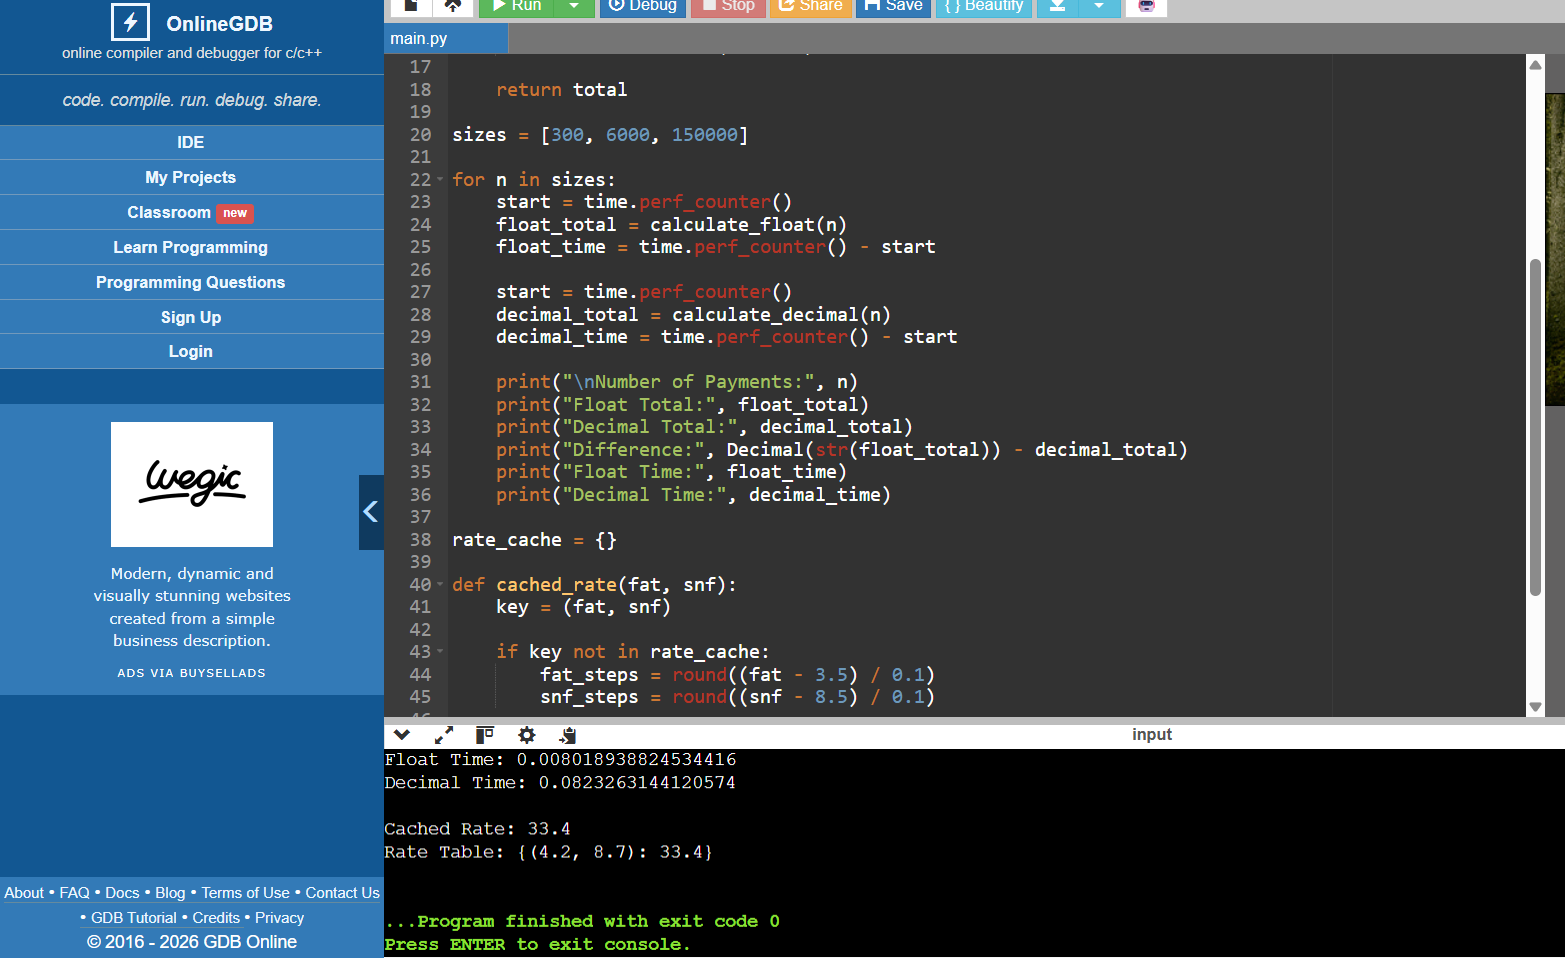 OnlineGDB
online compiler and debugger for c/c++
code. compile. run. debug. share.
IDE
My Projects
Classroom new
Learn Programming
Programming Questions
Sign Up
Login
wegic
Modern, dynamic and
visually stunning websites
created from a simple
business description.
ADS VIA BUYSELLADS
About • FAQ • Docs • Blog • Terms of Use • Contact Us
• GDB Tutorial • Credits • Privacy
© 2016 - 2026 GDB Online
Run Debug Stop Share Save { } Beautify
main.py
17
18     return total
19
20 sizes = [300, 6000, 150000]
21
22 for n in sizes:
23     start = time.perf_counter()
24     float_total = calculate_float(n)
25     float_time = time.perf_counter() - start
26
27     start = time.perf_counter()
28     decimal_total = calculate_decimal(n)
29     decimal_time = time.perf_counter() - start
30
31     print("\nNumber of Payments:", n)
32     print("Float Total:", float_total)
33     print("Decimal Total:", decimal_total)
34     print("Difference:", Decimal(str(float_total)) - decimal_total)
35     print("Float Time:", float_time)
36     print("Decimal Time:", decimal_time)
37
38 rate_cache = {}
39
40 def cached_rate(fat, snf):
41     key = (fat, snf)
42
43     if key not in rate_cache:
44         fat_steps = round((fat - 3.5) / 0.1)
45         snf_steps = round((snf - 8.5) / 0.1)
input
Float Time: 0.008018938824534416
Decimal Time: 0.0823263144120574
Cached Rate: 33.4
Rate Table: {(4.2, 8.7): 33.4}
...Program finished with exit code 0
Press ENTER to exit console.